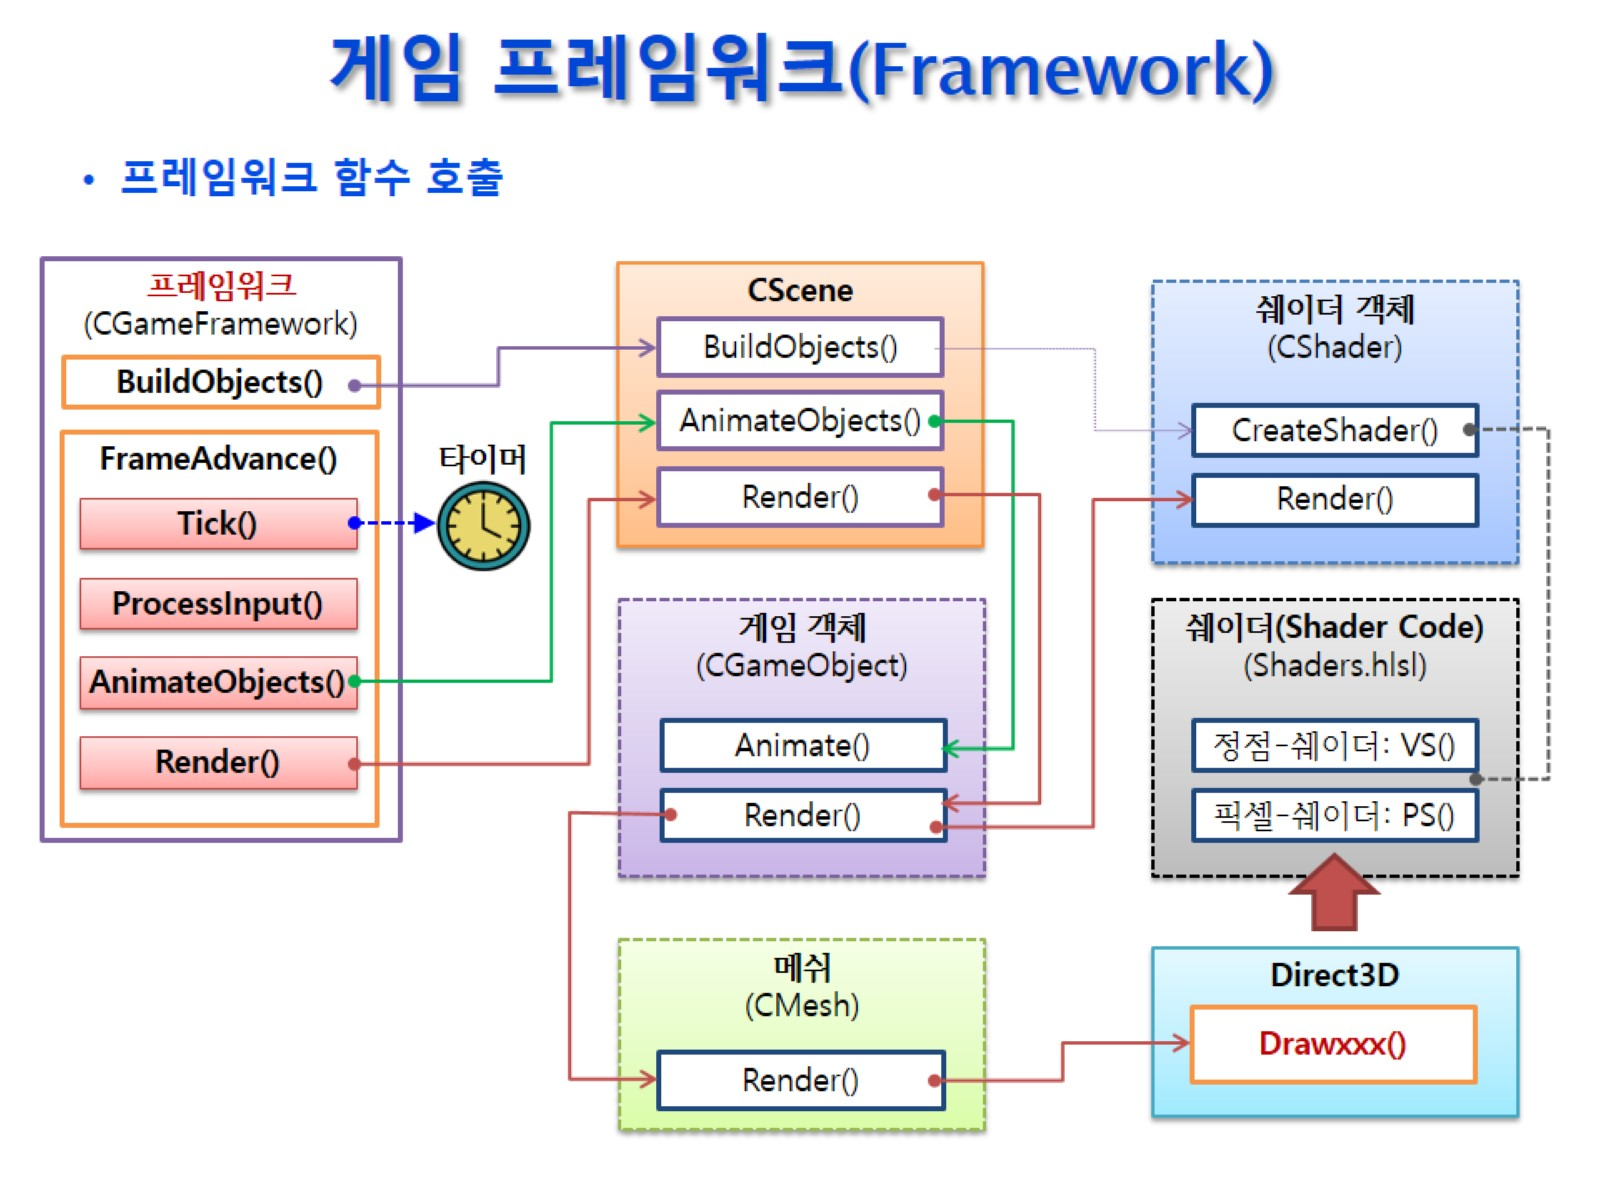 게임 프레임워크(Framework)
• 프레임워크 함수 호출
프레임워크
(CGameFramework)
BuildObjects()
FrameAdvance()
Tick()
ProcessInput()
AnimateObjects()
Render()
타이머
CScene
BuildObjects()
AnimateObjects()
Render()
게임 객체
(CGameObject)
Animate()
Render()
메쉬
(CMesh)
Render()
쉐이더 객체
(CShader)
CreateShader()
Render()
쉐이더(Shader Code)
(Shaders.hlsl)
정점-쉐이더: VS()
픽셀-쉐이더: PS()
Direct3D
Drawxxx()